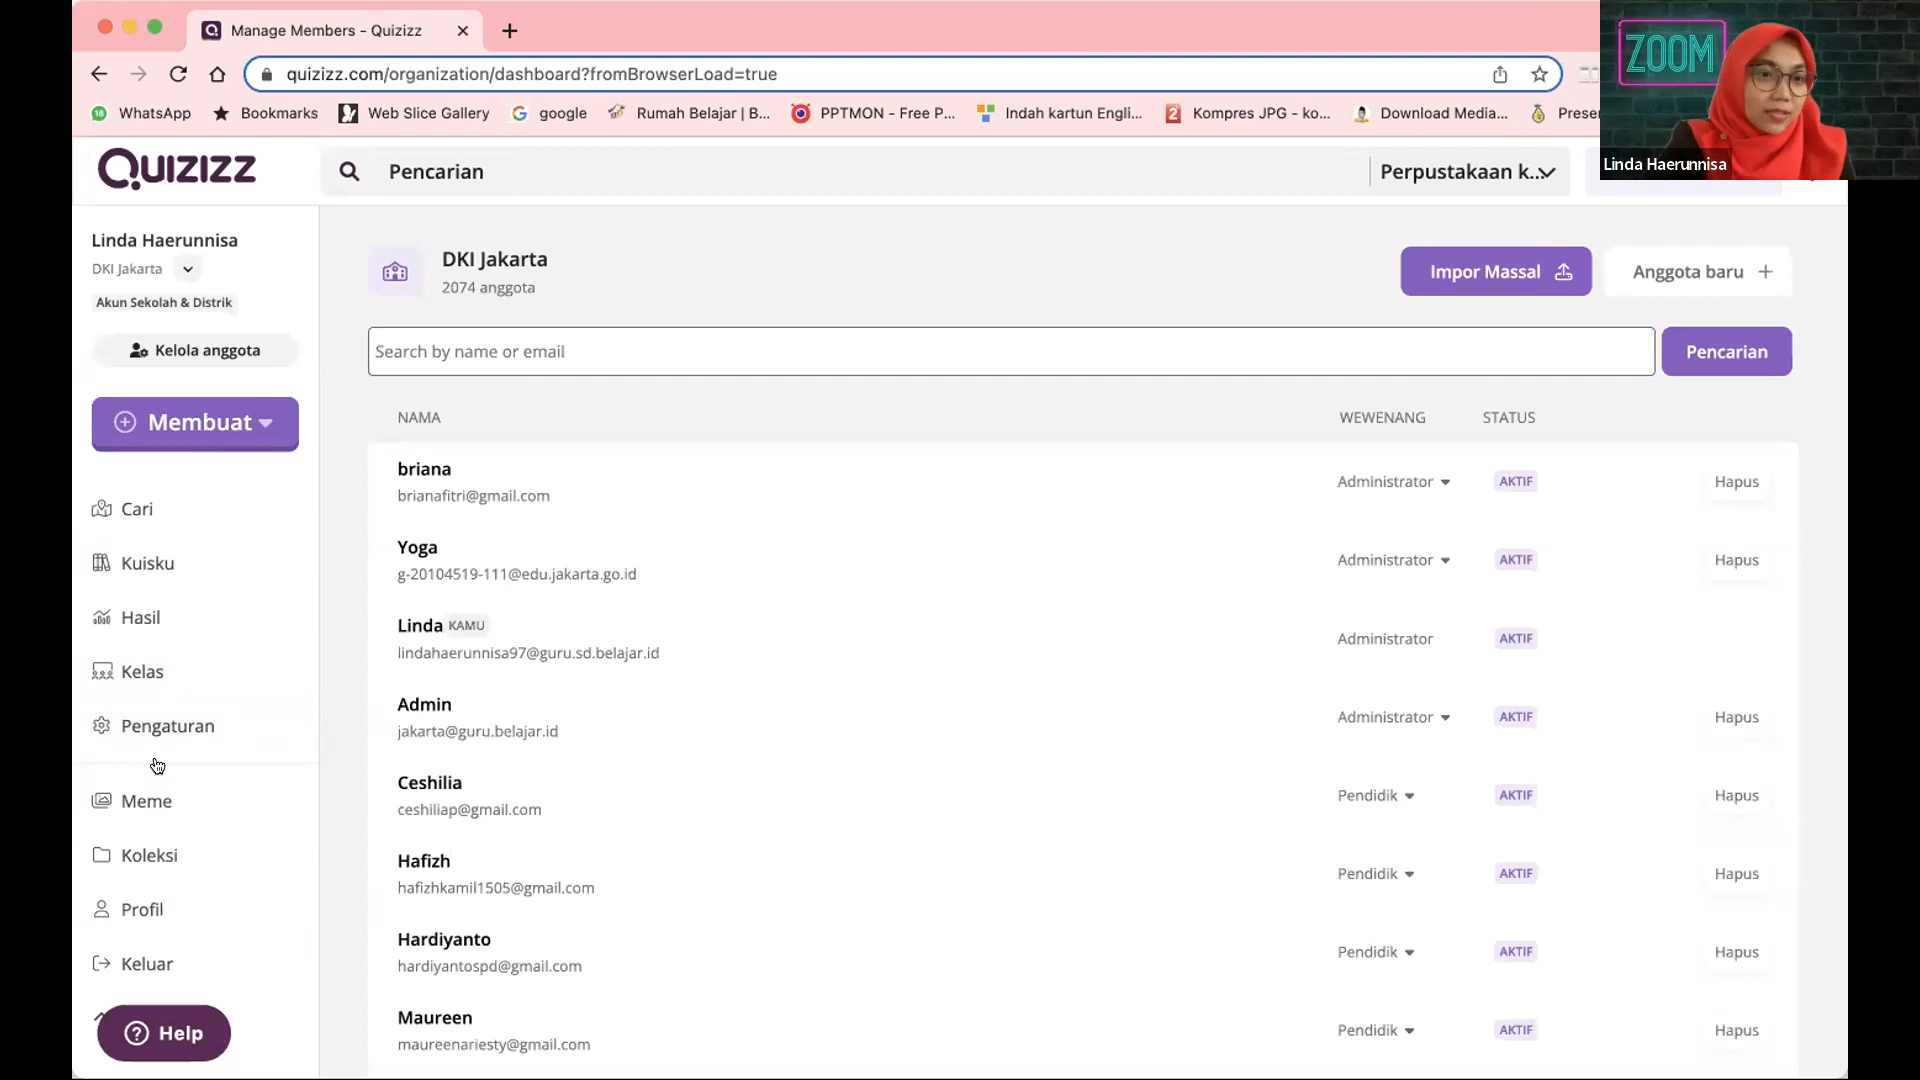 Manage Members - Quizizz
quizizz.com/organization/dashboard?fromBrowserLoad=true
WhatsApp
Bookmarks
Web Slice Gallery
google
Rumah Belajar | B...
PPTMON - Free P...
Indah kartun Engli...
Kompres JPG - ko...
Download Media...
Prese
ZOOM
Linda Haerunnisa
QUIZIZZ
Pencarian
Perpustakaan k...
Linda Haerunnisa
DKI Jakarta
Akun Sekolah & Distrik
Kelola anggota
Membuat
Cari
Kuisku
Hasil
Kelas
Pengaturan
Meme
Koleksi
Profil
Keluar
Help
DKI Jakarta
2074 anggota
Impor Massal
Anggota baru +
Search by name or email
Pencarian
NAMA WEWENANG STATUS
briana
brianafitri@gmail.com
Administrator AKTIF Hapus
Yoga
g-20104519-111@edu.jakarta.go.id
Administrator AKTIF Hapus
Linda KAMU
lindahaerunnisa97@guru.sd.belajar.id
Administrator AKTIF
Admin
jakarta@guru.belajar.id
Administrator AKTIF Hapus
Ceshilia
ceshiliap@gmail.com
Pendidik AKTIF Hapus
Hafizh
hafizhkamil1505@gmail.com
Pendidik AKTIF Hapus
Hardiyanto
hardiyantospd@gmail.com
Pendidik AKTIF Hapus
Maureen
maureenariesty@gmail.com
Pendidik AKTIF Hapus